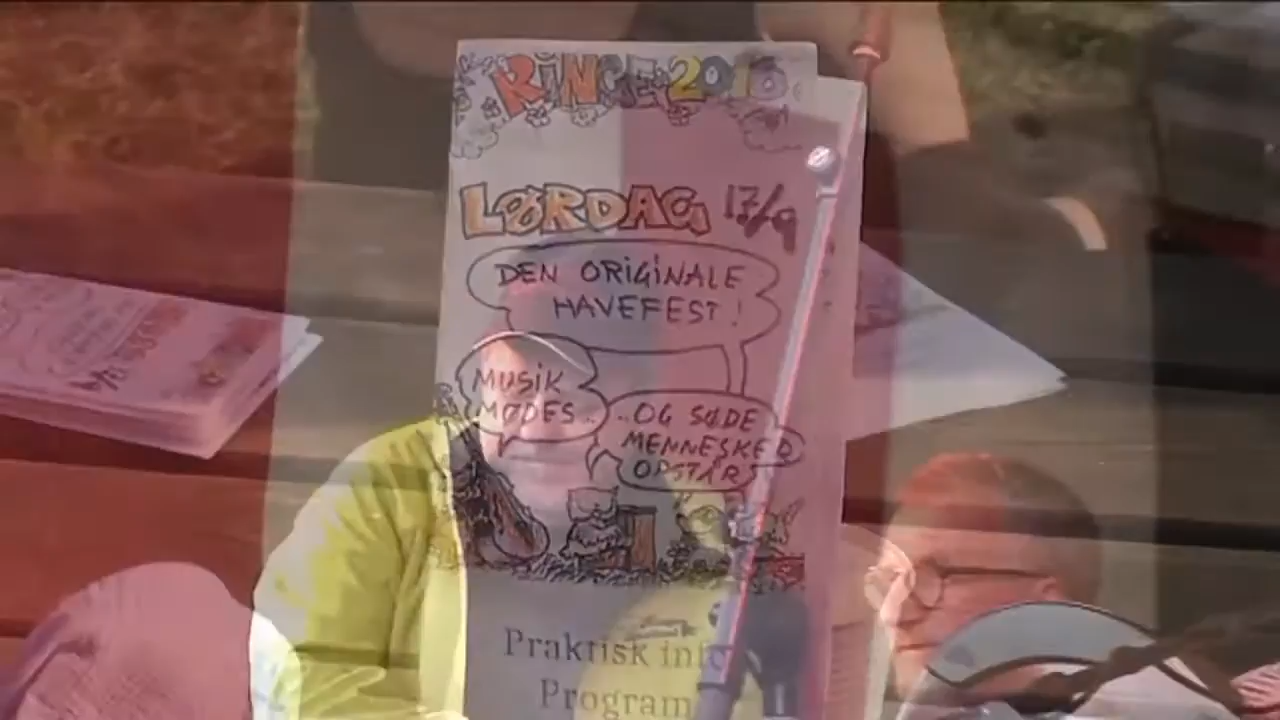 RINGE 2016
LØRDAG 17/9
DEN ORIGINALE
HAVEFEST!
MUSIK
MØDES..
..OG SØDE
MENNESKER
OPSTÅR
Praktisk info
Program